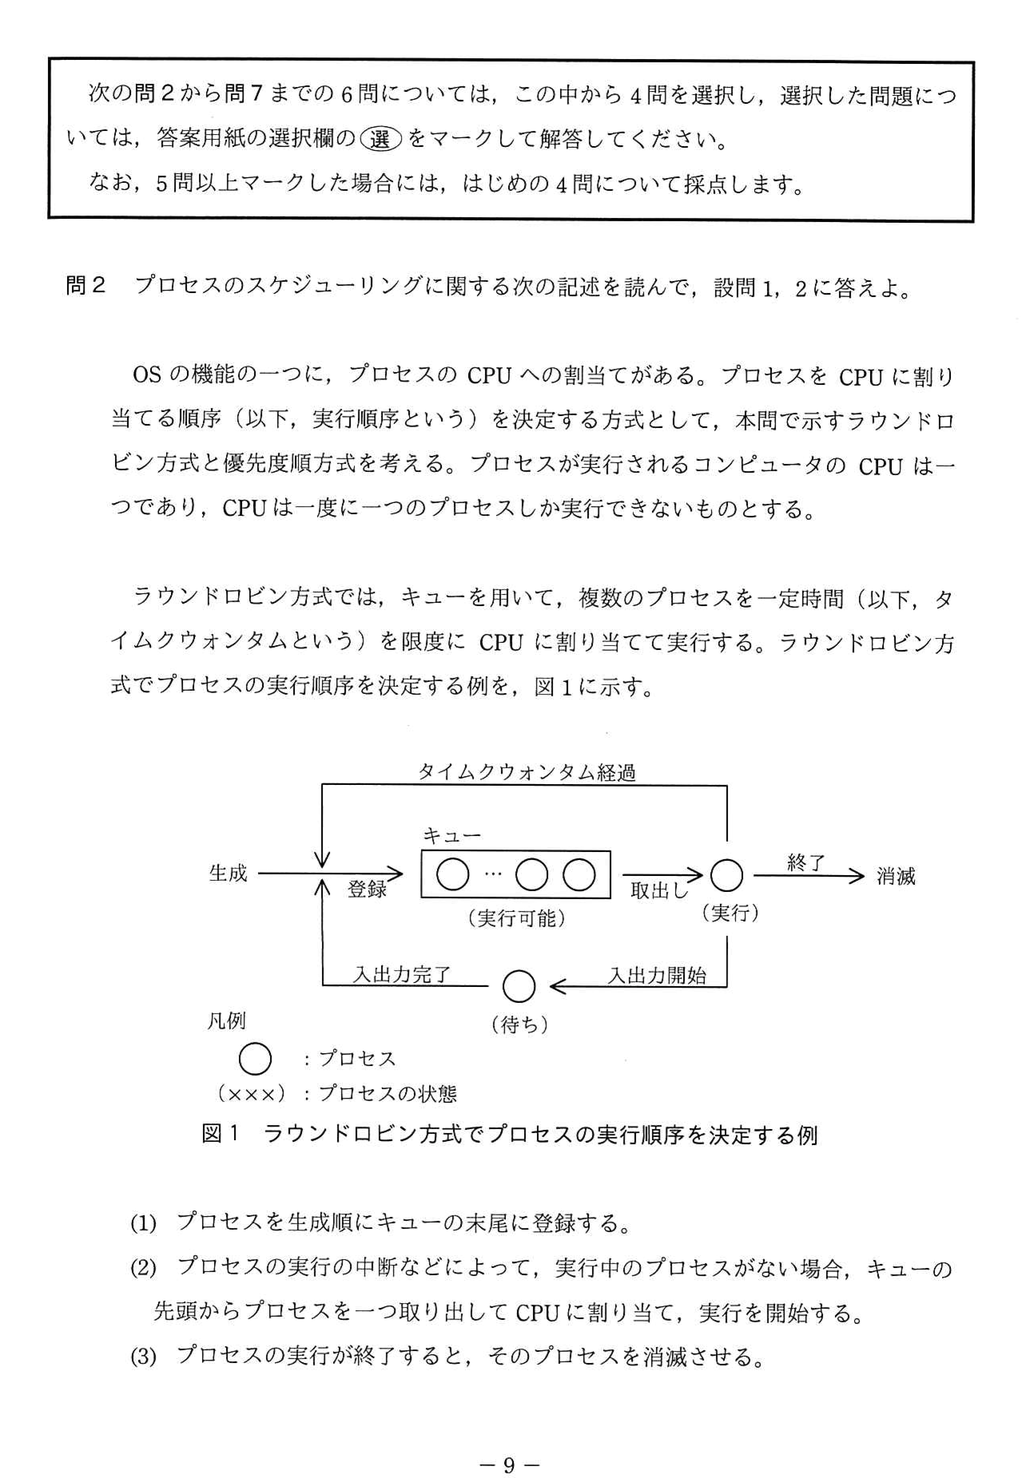 次の問2から問7までの6問については，この中から4問を選択し，選択した問題につ
いては，答案用紙の選択欄の選をマークして解答してください。
なお，5問以上マークした場合には，はじめの4問について採点します。
問2　プロセスのスケジューリングに関する次の記述を読んで，設問1，2に答えよ。
OSの機能の一つに，プロセスの CPU への割当てがある。プロセスを CPU に割り
当てる順序（以下，実行順序という）を決定する方式として，本問で示すラウンドロ
ビン方式と優先度順方式を考える。プロセスが実行されるコンピュータの CPU は一
つであり，CPUは一度に一つのプロセスしか実行できないものとする。
ラウンドロビン方式では，キューを用いて，複数のプロセスを一定時間（以下，タ
イムクウォンタムという）を限度に CPU に割り当てて実行する。ラウンドロビン方
式でプロセスの実行順序を決定する例を，図1に示す。
タイムクウォンタム経過
キュー
生成
登録
…
（実行可能）
取出し
（実行）
終了
消滅
入出力完了
入出力開始
（待ち）
凡例
：プロセス
（×××）：プロセスの状態
図1　ラウンドロビン方式でプロセスの実行順序を決定する例
(1)　プロセスを生成順にキューの末尾に登録する。
(2)　プロセスの実行の中断などによって，実行中のプロセスがない場合，キューの
先頭からプロセスを一つ取り出して CPUに割り当て，実行を開始する。
(3)　プロセスの実行が終了すると，そのプロセスを消滅させる。
－ 9 －